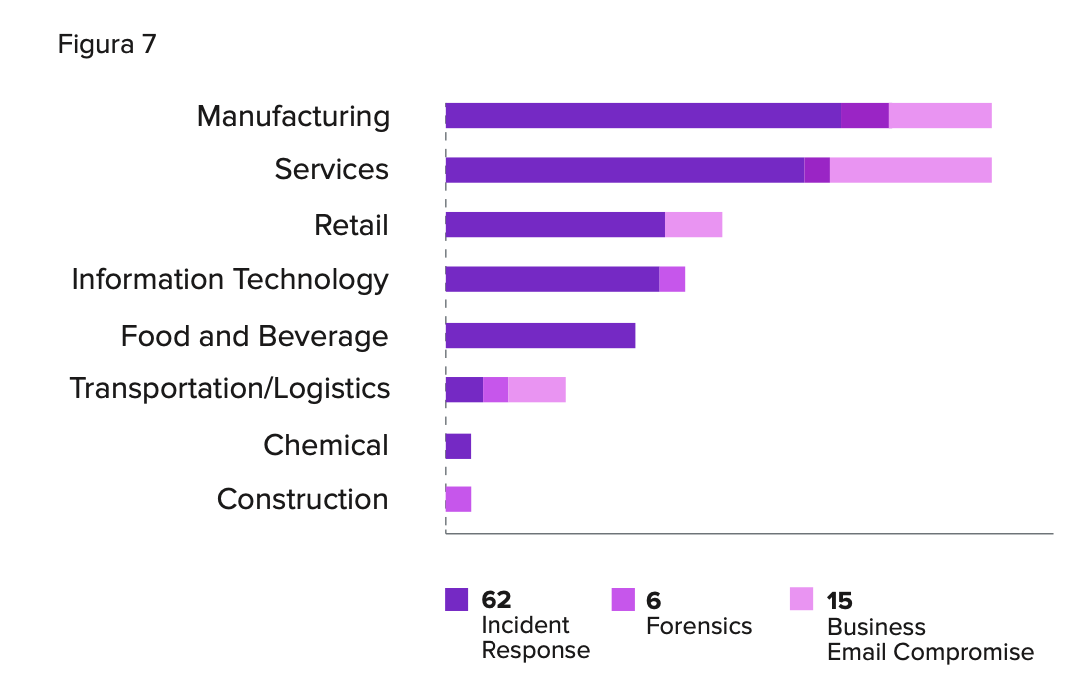 Figura 7
Manufacturing
Services
Retail
Information Technology
Food and Beverage
Transportation/Logistics
Chemical
Construction
62
Incident
Response
6
Forensics
15
Business
Email Compromise